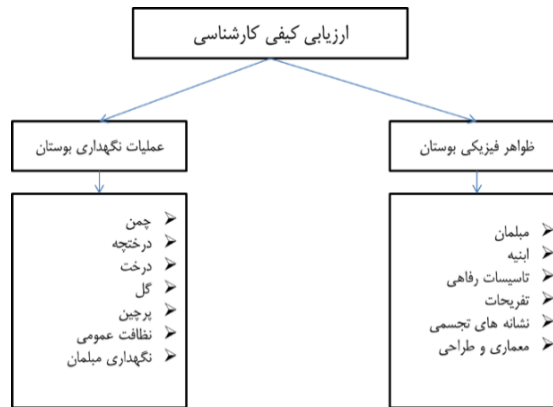 ارزیابی کیفی کارشناسی
ظواهر فیزیکی بوستان
مبلمان
ابنیه
تاسیسات رفاهی
تفریحات
نشانه های تجسمی
معماری و طراحی
عملیات نگهداری بوستان
چمن
درختچه
درخت
گل
پرچین
نظافت عمومی
نگهداری مبلمان